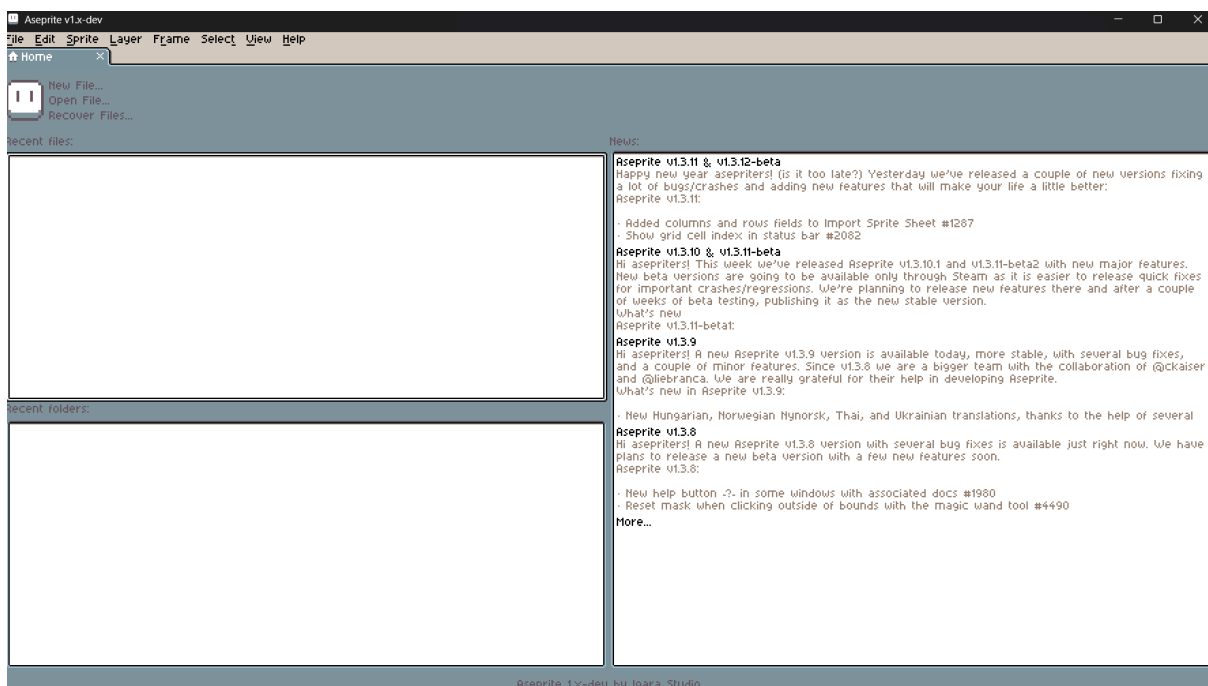 Aseprite v1.x-dev
File Edit Sprite Layer Frame Select View Help
Home
New File...
Open File...
Recover Files...
Recent files:
Recent folders:
News:
Aseprite v1.3.11 & v1.3.12-beta
Happy new year asepriters! (is it too late?) Yesterday we've released a couple of new versions fixing
a lot of bugs/crashes and adding new features that will make your life a little better:
Aseprite v1.3.11:
· Added columns and rows fields to Import Sprite Sheet #1287
· Show grid cell index in status bar #2082
Aseprite v1.3.10 & v1.3.11-beta
Hi asepriters! This week we've released Aseprite v1.3.10.1 and v1.3.11-beta2 with new major features.
New beta versions are going to be available only through Steam as it is easier to release quick fixes
for important crashes/regressions. We're planning to release new features there and after a couple
of weeks of beta testing, publishing it as the new stable version.
What's new
Aseprite v1.3.11-beta1:
Aseprite v1.3.9
Hi asepriters! A new Aseprite v1.3.9 version is available today, more stable, with several bug fixes,
and a couple of minor features. Since v1.3.8 we are a bigger team with the collaboration of @ckaiser
and @liebranca. We are really grateful for their help in developing Aseprite.
What's new in Aseprite v1.3.9:
· New Hungarian, Norwegian Nynorsk, Thai, and Ukrainian translations, thanks to the help of several
Aseprite v1.3.8
Hi asepriters! A new Aseprite v1.3.8 version with several bug fixes is available just right now. We have
plans to release a new beta version with a few new features soon.
Aseprite v1.3.8:
· New help button -?- in some windows with associated docs #1980
· Reset mask when clicking outside of bounds with the magic wand tool #4490
More...
Aseprite 1.x-dev by Igara Studio